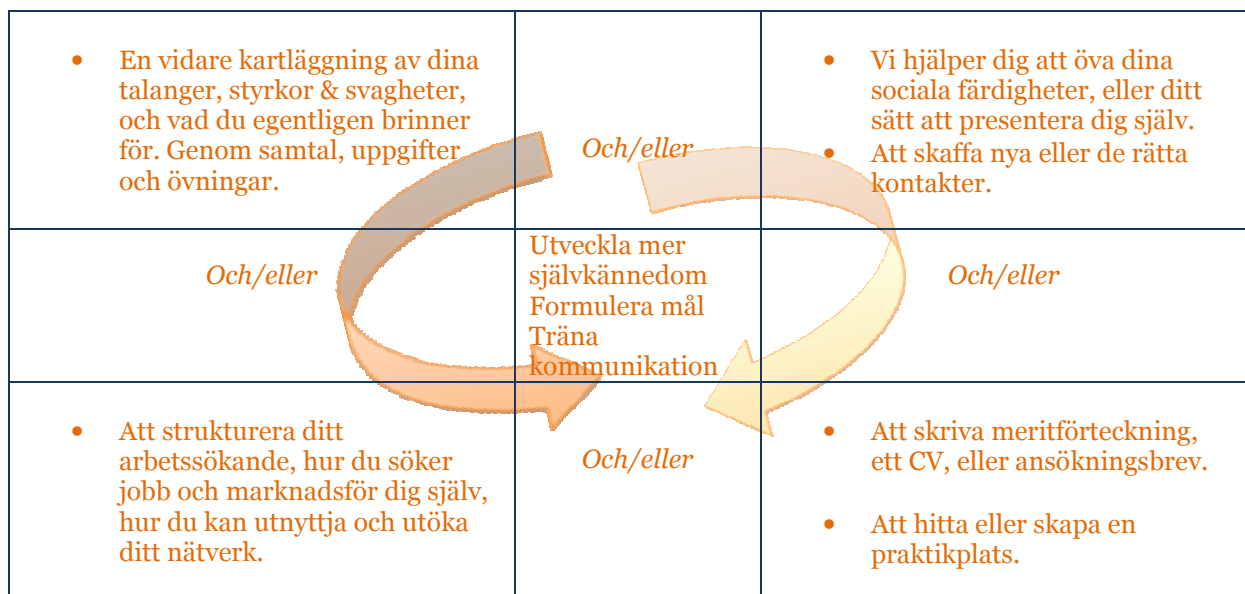 • En vidare kartläggning av dina
talanger, styrkor & svagheter,
och vad du egentligen brinner
för. Genom samtal, uppgifter
och övningar.
Och/eller
• Vi hjälper dig att öva dina
sociala färdigheter, eller ditt
sätt att presentera dig själv.
• Att skaffa nya eller de rätta
kontakter.
Och/eller
Utveckla mer
självkännedom
Formulera mål
Träna
kommunikation
Och/eller
• Att strukturera ditt
arbetssökande, hur du söker
jobb och marknadsför dig själv,
hur du kan utnyttja och utöka
ditt nätverk.
Och/eller
• Att skriva meritförteckning,
ett CV, eller ansökningsbrev.
• Att hitta eller skapa en
praktikplats.